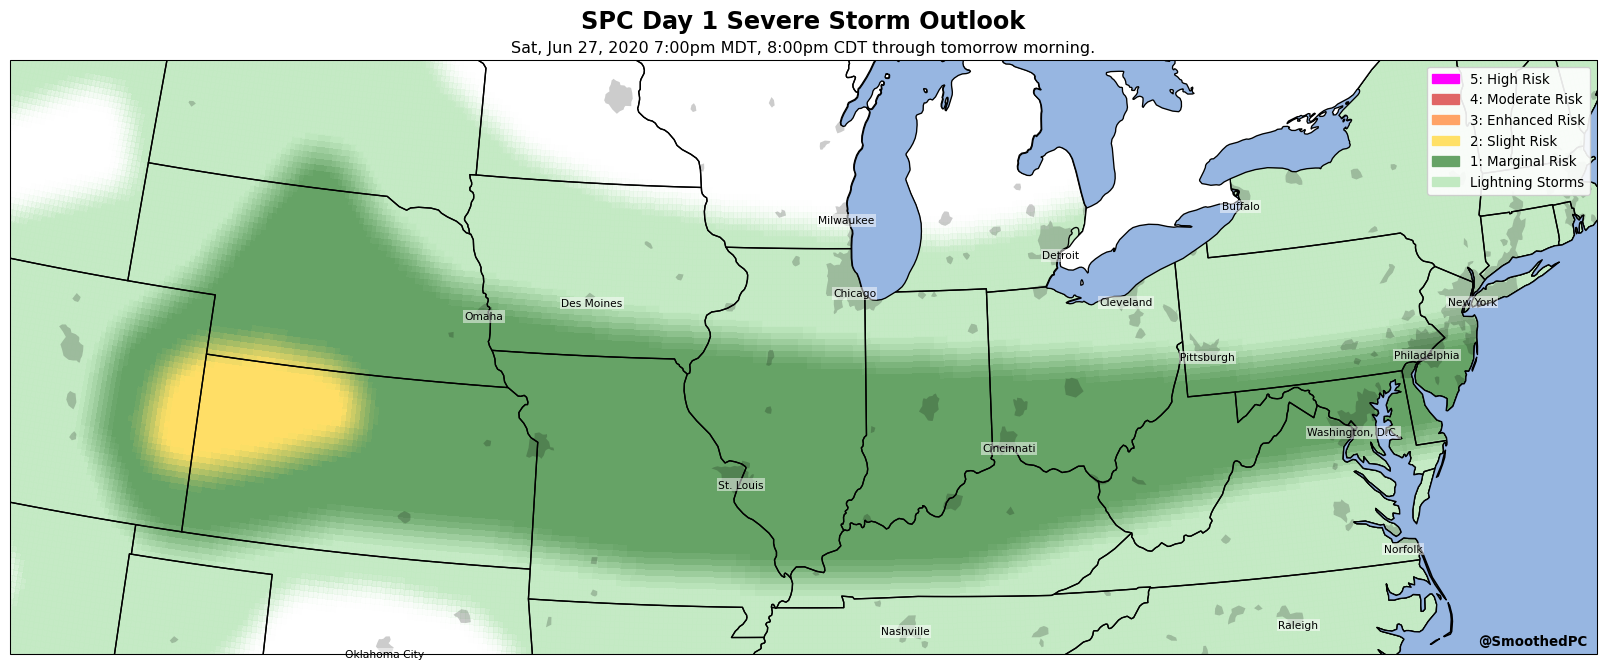 SPC Day 1 Severe Storm Outlook
Sat, Jun 27, 2020 7:00pm MDT, 8:00pm CDT through tomorrow morning.
5: High Risk
4: Moderate Risk
3: Enhanced Risk
2: Slight Risk
1: Marginal Risk
Lightning Storms
Milwaukee
Buffalo
Detroit
Chicago
Des Moines
Cleveland
New York
Omaha
Pittsburgh
Philadelphia
Washington, D.C.
Cincinnati
St. Louis
Norfolk
Nashville
Raleigh
Oklahoma City
@SmoothedPC